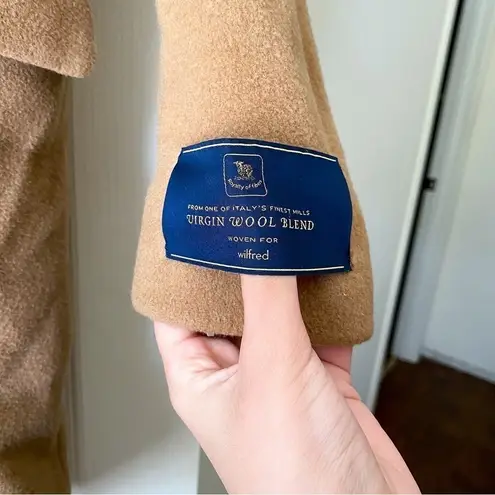 FROM ONE OF ITALY'S FINEST MILLS
VIRGIN WOOL BLEND
WOVEN FOR
wilfred